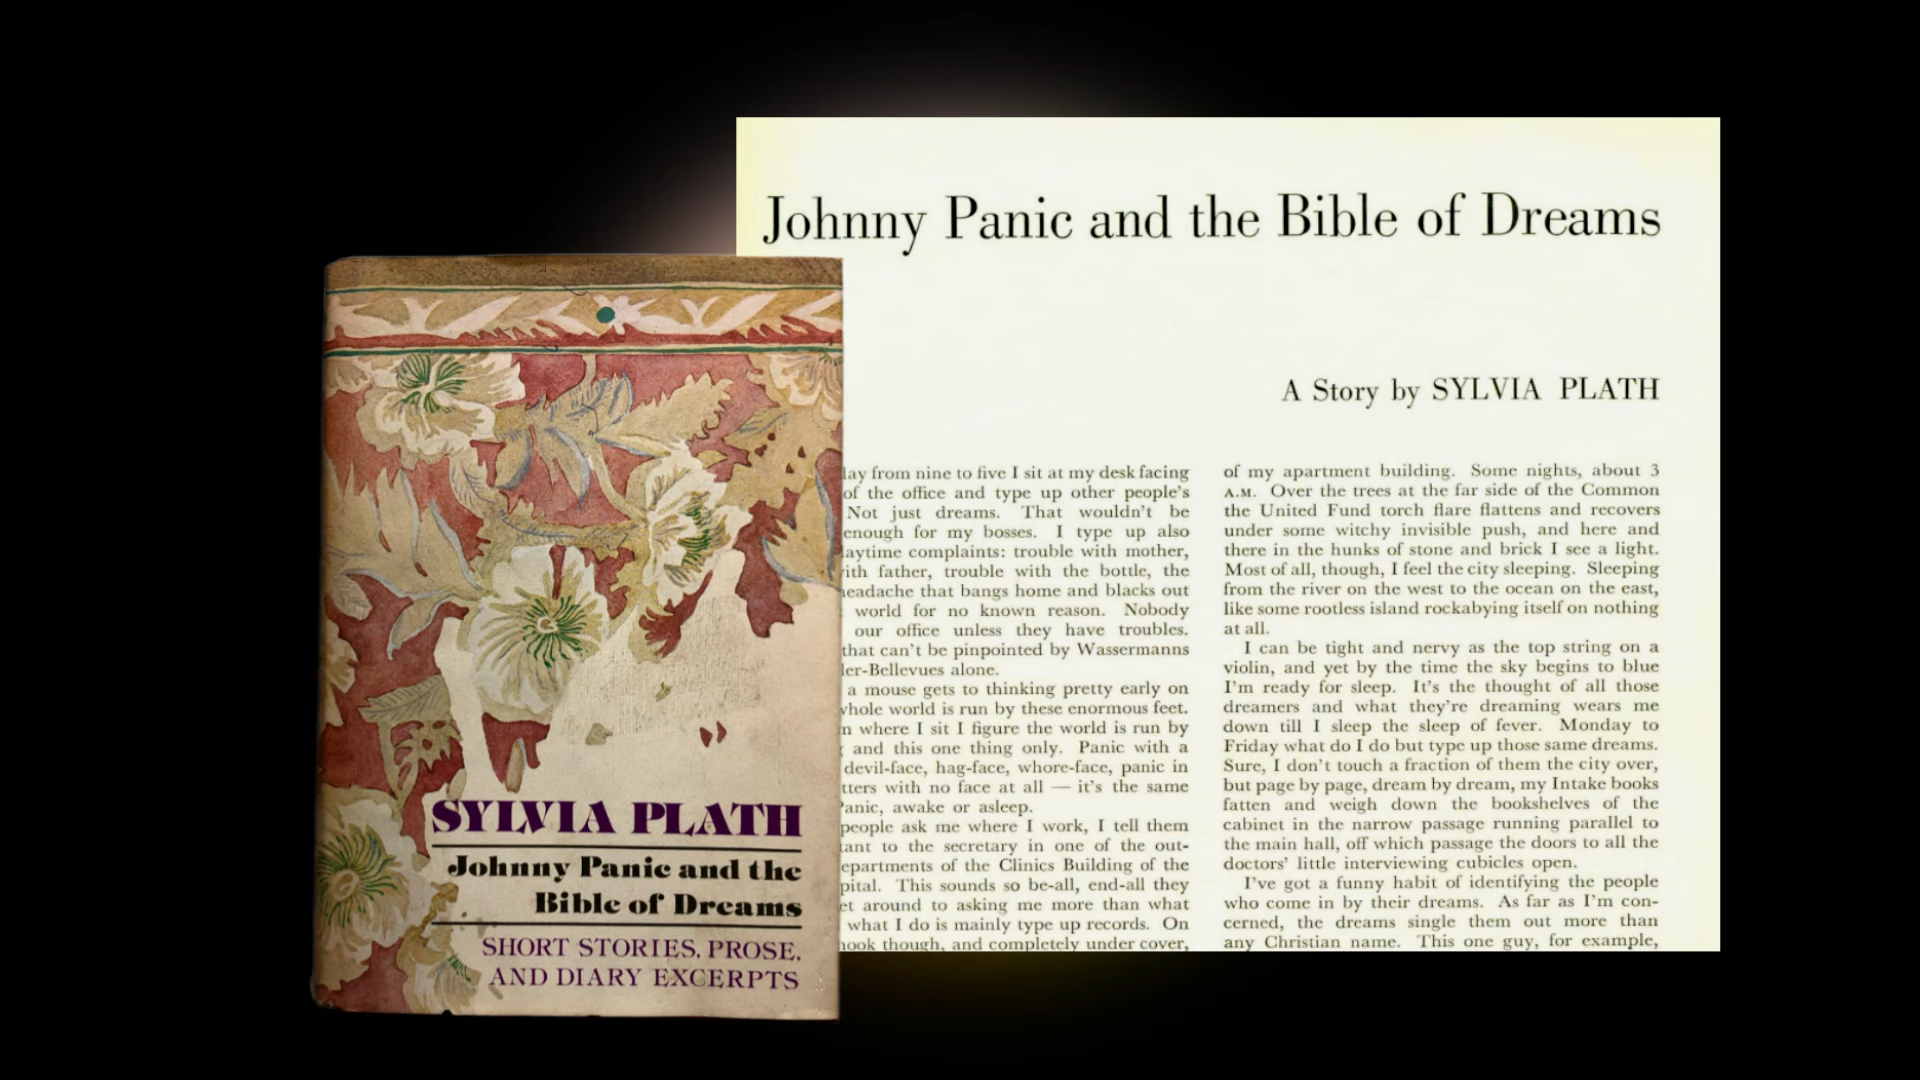 Johnny Panic and the Bible of Dreams
A Story by SYLVIA PLATH
lay from nine to five I sit at my desk facing
of the office and type up other people's
Not just dreams. That wouldn't be
enough for my bosses. I type up also
laytime complaints: trouble with mother,
ith father, trouble with the bottle, the
headache that bangs home and blacks out
world for no known reason. Nobody
our office unless they have troubles.
that can't be pinpointed by Wassermanns
ler-Bellevues alone.
a mouse gets to thinking pretty early on
whole world is run by these enormous feet.
n where I sit I figure the world is run by
and this one thing only. Panic with a
devil-face, hag-face, whore-face, panic in
tters with no face at all — it's the same
Panic, awake or asleep.
people ask me where I work, I tell them
tant to the secretary in one of the out-
epartments of the Clinics Building of the
pital. This sounds so be-all, end-all they
et around to asking me more than what
what I do is mainly type up records. On
hook though, and completely under cover,
of my apartment building. Some nights, about 3
A.M. Over the trees at the far side of the Common
the United Fund torch flare flattens and recovers
under some witchy invisible push, and here and
there in the hunks of stone and brick I see a light.
Most of all, though, I feel the city sleeping. Sleeping
from the river on the west to the ocean on the east,
like some rootless island rockabying itself on nothing
at all.
I can be tight and nervy as the top string on a
violin, and yet by the time the sky begins to blue
I'm ready for sleep. It's the thought of all those
dreamers and what they're dreaming wears me
down till I sleep the sleep of fever. Monday to
Friday what do I do but type up those same dreams.
Sure, I don't touch a fraction of them the city over,
but page by page, dream by dream, my Intake books
fatten and weigh down the bookshelves of the
cabinet in the narrow passage running parallel to
the main hall, off which passage the doors to all the
doctors' little interviewing cubicles open.
I've got a funny habit of identifying the people
who come in by their dreams. As far as I'm con-
cerned, the dreams single them out more than
any Christian name. This one guy, for example,
SYLVIA PLATH
Johnny Panic and the
Bible of Dreams
SHORT STORIES, PROSE,
AND DIARY EXCERPTS